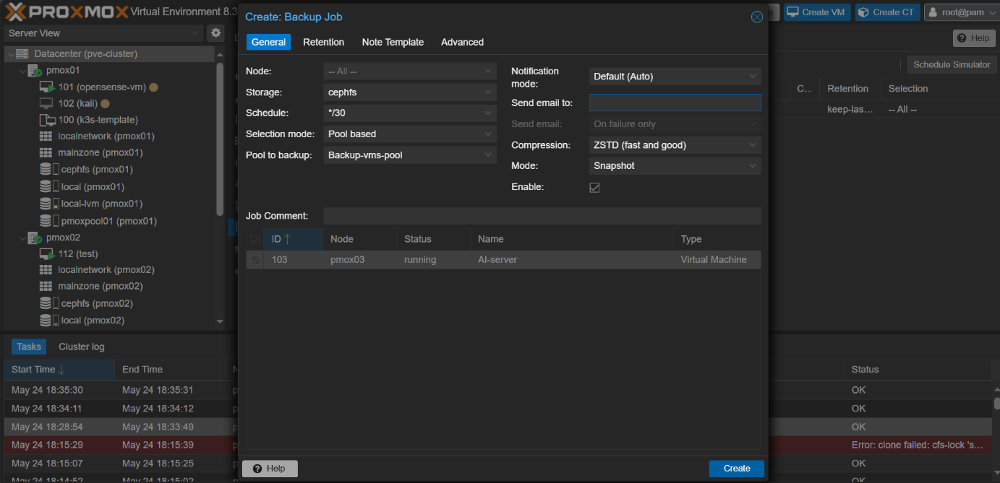 PROXMOX Virtual Environment 8.3
Create VM
Create CT
root@pam
Server View
Help
Datacenter (pve-cluster)
pmox01
101 (opensense-vm)
102 (kali)
100 (k3s-template)
localnetwork (pmox01)
mainzone (pmox01)
cephfs (pmox01)
local (pmox01)
local-lvm (pmox01)
pmoxpool01 (pmox01)
pmox02
112 (test)
localnetwork (pmox02)
mainzone (pmox02)
cephfs (pmox02)
local (pmox02)
Schedule Simulator
C... Retention Selection
keep-las... -- All --
Create: Backup Job
General Retention Note Template Advanced
Node: -- All --
Storage: cephfs
Schedule: */30
Selection mode: Pool based
Pool to backup: Backup-vms-pool
Notification
mode: Default (Auto)
Send email to:
Send email: On failure only
Compression: ZSTD (fast and good)
Mode: Snapshot
Enable:
Job Comment:
ID Node Status Name Type
103 pmox03 running AI-server Virtual Machine
Help
Create
Tasks Cluster log
Start Time End Time Status
May 24 18:35:30 May 24 18:35:31 OK
May 24 18:34:11 May 24 18:34:12 OK
May 24 18:28:54 May 24 18:33:49 OK
May 24 18:15:29 May 24 18:15:39 Error: clone failed: cfs-lock 's...
May 24 18:15:07 May 24 18:15:25 OK
May 24 18:14:52 May 24 18:15:02 OK